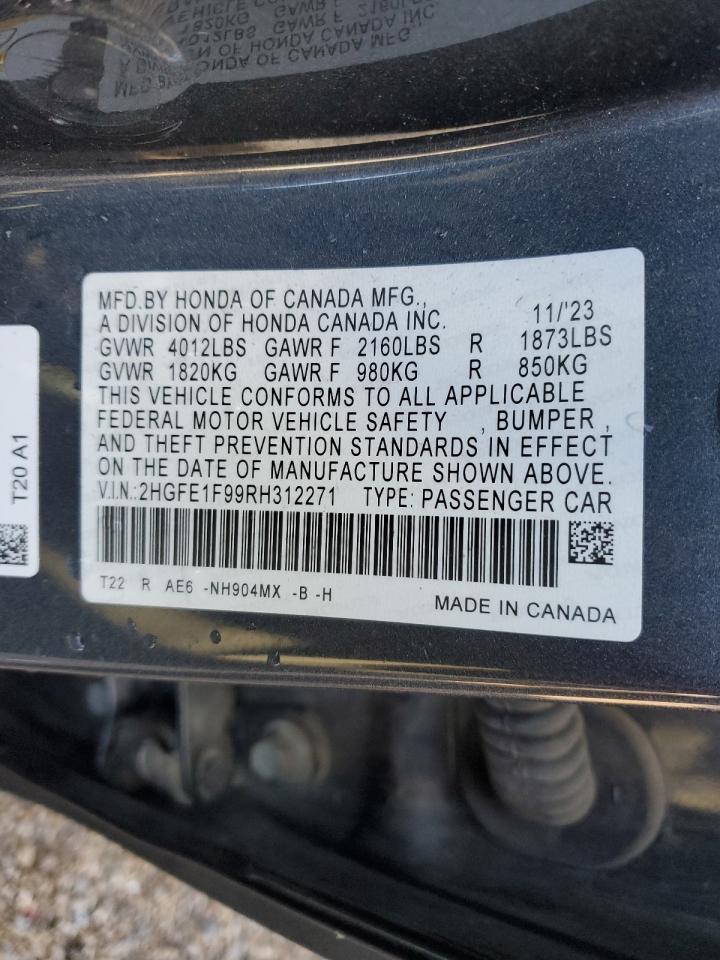 MFD.BY HONDA OF CANADA MFG.,
A DIVISION OF HONDA CANADA INC. 11/'23
GVWR 4012LBS GAWR F 2160LBS R 1873LBS
GVWR 1820KG GAWR F 980KG R 850KG
THIS VEHICLE CONFORMS TO ALL APPLICABLE
FEDERAL MOTOR VEHICLE SAFETY , BUMPER ,
AND THEFT PREVENTION STANDARDS IN EFFECT
ON THE DATE OF MANUFACTURE SHOWN ABOVE.
V.I.N.:2HGFE1F99RH312271 TYPE: PASSENGER CAR
T22 R AE6 -NH904MX -B -H
MADE IN CANADA
T20 A1